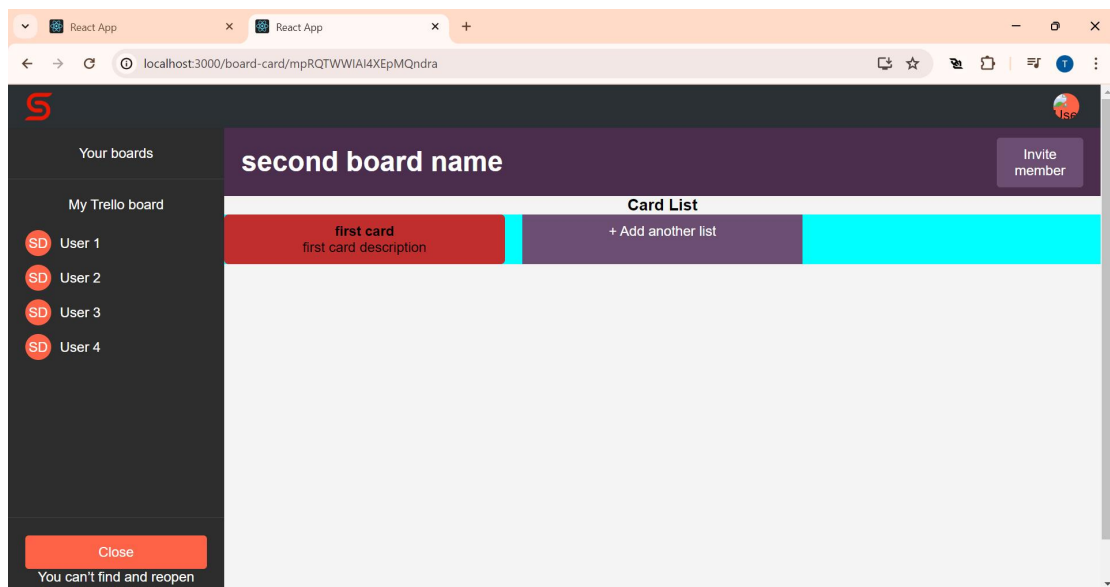 React App
React App
localhost:3000/board-card/mpRQTWWIAI4XEpMQndra
T
S
Your boards
second board name
Invite
member
My Trello board
Card List
first card
first card description
+ Add another list
SD User 1
SD User 2
SD User 3
SD User 4
Close
You can't find and reopen